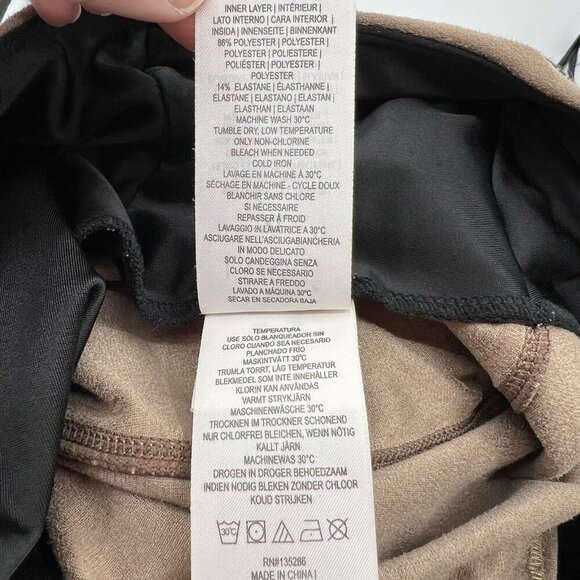 INNER LAYER | INTÉRIEUR |
LATO INTERNO | CARA INTERIOR |
INSIDA | INNENSEITE | BINNENKANT
86% POLYESTER | POLYESTER |
POLYESTER | POLIESTERE |
POLIÉSTER | POLYESTER |
POLYESTER
14% ELASTANE | ÉLASTHANNE |
ELASTANE | ELASTANO | ELASTAN |
ELASTHAN | ELASTAAN
MACHINE WASH 30°C
TUMBLE DRY, LOW TEMPERATURE
ONLY NON-CHLORINE
BLEACH WHEN NEEDED
COLD IRON
LAVAGE EN MACHINE À 30°C
SÉCHAGE EN MACHINE - CYCLE DOUX
BLANCHIR SANS CHLORE
SI NÉCESSAIRE
REPASSER À FROID
LAVAGGIO IN LAVATRICE A 30°C
ASCIUGARE NELL'ASCIUGABIANCHERIA
IN MODO DELICATO
SOLO CANDEGGINA SENZA
CLORO SE NECESSARIO
STIRARE A FREDDO
LAVADO A MÁQUINA 30°C
SECAR EN SECADORA BAJA
TEMPERATURA
USE SÓLO BLANQUEADOR SIN
CLORO CUANDO SEA NECESARIO
PLANCHADO FRÍO
MASKINTVÄTT 30°C
TRUMLA TORRT, LÅG TEMPERATUR
BLEKMEDEL SOM INTE INNEHÅLLER
KLORIN KAN ANVÄNDAS
VARMT STRYKJÄRN
MASCHINENWÄSCHE 30°C
TROCKNEN IM TROCKNER SCHONEND
NUR CHLORFREI BLEICHEN, WENN NÖTIG
KALT JÄRN
MACHINEWAS 30°C
DROGEN IN DROGER BEHOEDZAAM
INDIEN NODIG BLEKEN ZONDER CHLOOR
KOUD STRIJKEN
30°C
RN#135286
MADE IN CHINA |